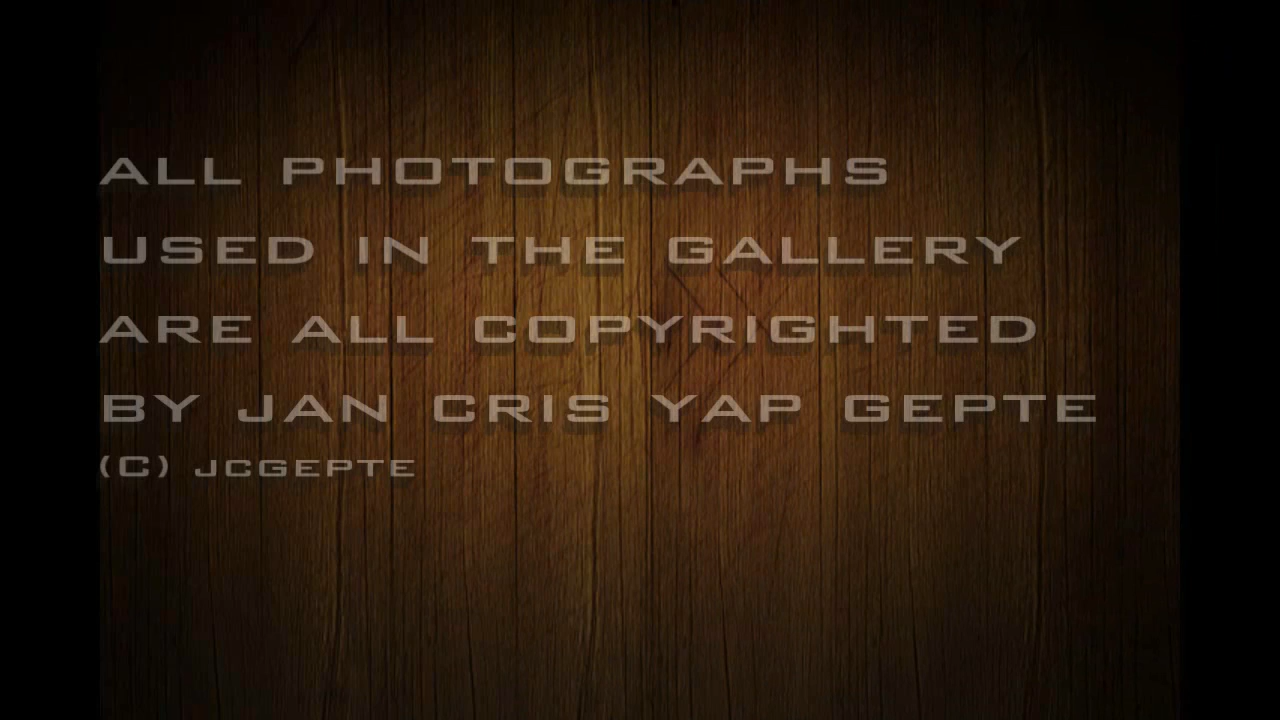 ALL PHOTOGRAPHS
USED IN THE GALLERY
ARE ALL COPYRIGHTED
BY JAN CRIS YAP GEPTE
(C) JCGEPTE